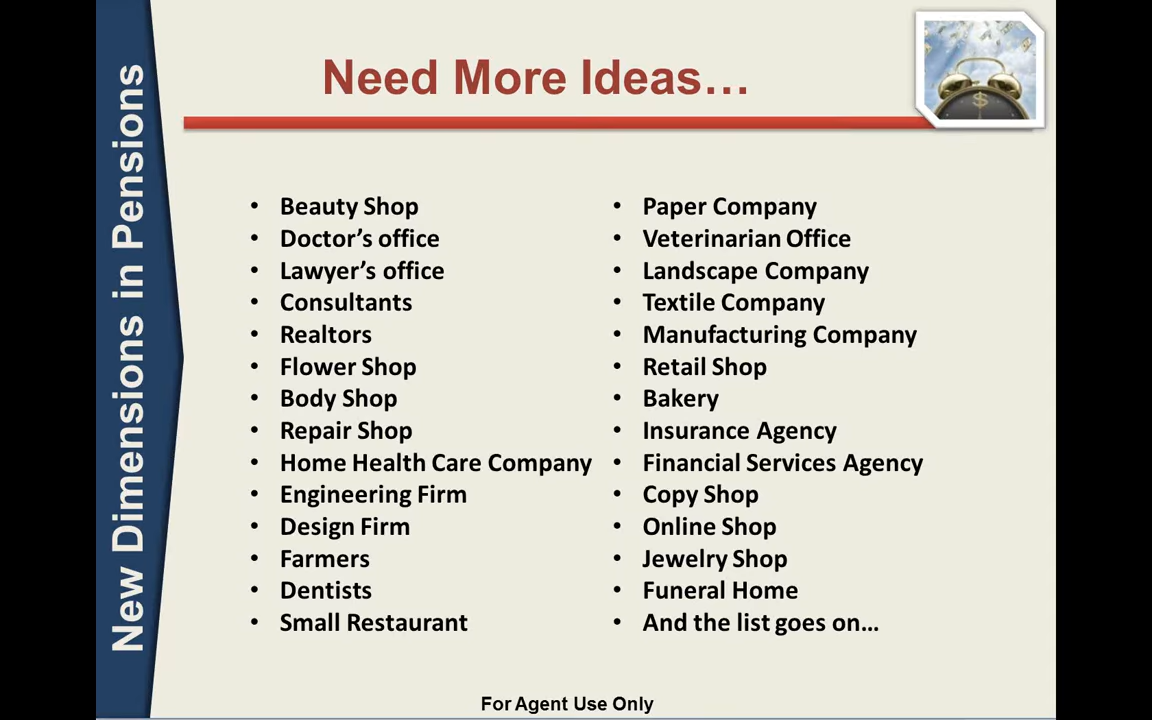 New Dimensions in Pensions
Need More Ideas...
• Beauty Shop
• Doctor’s office
• Lawyer’s office
• Consultants
• Realtors
• Flower Shop
• Body Shop
• Repair Shop
• Home Health Care Company
• Engineering Firm
• Design Firm
• Farmers
• Dentists
• Small Restaurant
• Paper Company
• Veterinarian Office
• Landscape Company
• Textile Company
• Manufacturing Company
• Retail Shop
• Bakery
• Insurance Agency
• Financial Services Agency
• Copy Shop
• Online Shop
• Jewelry Shop
• Funeral Home
• And the list goes on...
For Agent Use Only